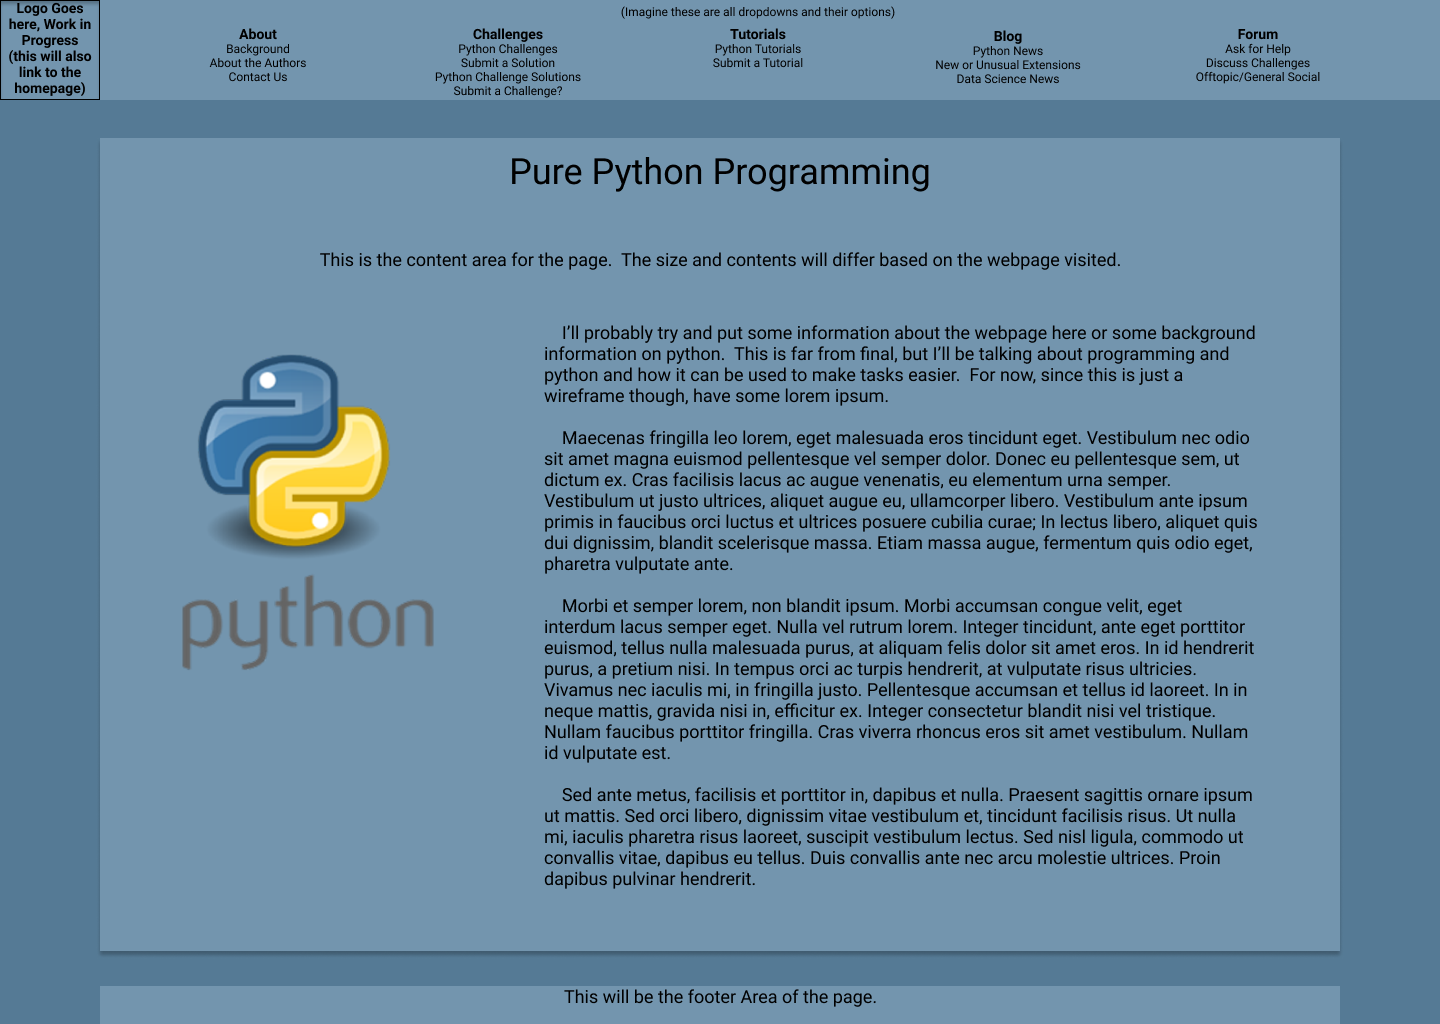 Logo Goes
here, Work in
Progress
(this will also
link to the
homepage)
(Imagine these are all dropdowns and their options)
About
Background
About the Authors
Contact Us
Challenges
Python Challenges
Submit a Solution
Python Challenge Solutions
Submit a Challenge?
Tutorials
Python Tutorials
Submit a Tutorial
Blog
Python News
New or Unusual Extensions
Data Science News
Forum
Ask for Help
Discuss Challenges
Offtopic/General Social
Pure Python Programming
This is the content area for the page.  The size and contents will differ based on the webpage visited.
python
I’ll probably try and put some information about the webpage here or some background
information on python.  This is far from final, but I’ll be talking about programming and
python and how it can be used to make tasks easier.  For now, since this is just a
wireframe though, have some lorem ipsum.
Maecenas fringilla leo lorem, eget malesuada eros tincidunt eget. Vestibulum nec odio
sit amet magna euismod pellentesque vel semper dolor. Donec eu pellentesque sem, ut
dictum ex. Cras facilisis lacus ac augue venenatis, eu elementum urna semper.
Vestibulum ut justo ultrices, aliquet augue eu, ullamcorper libero. Vestibulum ante ipsum
primis in faucibus orci luctus et ultrices posuere cubilia curae; In lectus libero, aliquet quis
dui dignissim, blandit scelerisque massa. Etiam massa augue, fermentum quis odio eget,
pharetra vulputate ante.
Morbi et semper lorem, non blandit ipsum. Morbi accumsan congue velit, eget
interdum lacus semper eget. Nulla vel rutrum lorem. Integer tincidunt, ante eget porttitor
euismod, tellus nulla malesuada purus, at aliquam felis dolor sit amet eros. In id hendrerit
purus, a pretium nisi. In tempus orci ac turpis hendrerit, at vulputate risus ultricies.
Vivamus nec iaculis mi, in fringilla justo. Pellentesque accumsan et tellus id laoreet. In in
neque mattis, gravida nisi in, efficitur ex. Integer consectetur blandit nisi vel tristique.
Nullam faucibus porttitor fringilla. Cras viverra rhoncus eros sit amet vestibulum. Nullam
id vulputate est.
Sed ante metus, facilisis et porttitor in, dapibus et nulla. Praesent sagittis ornare ipsum
ut mattis. Sed orci libero, dignissim vitae vestibulum et, tincidunt facilisis risus. Ut nulla
mi, iaculis pharetra risus laoreet, suscipit vestibulum lectus. Sed nisl ligula, commodo ut
convallis vitae, dapibus eu tellus. Duis convallis ante nec arcu molestie ultrices. Proin
dapibus pulvinar hendrerit.
This will be the footer Area of the page.